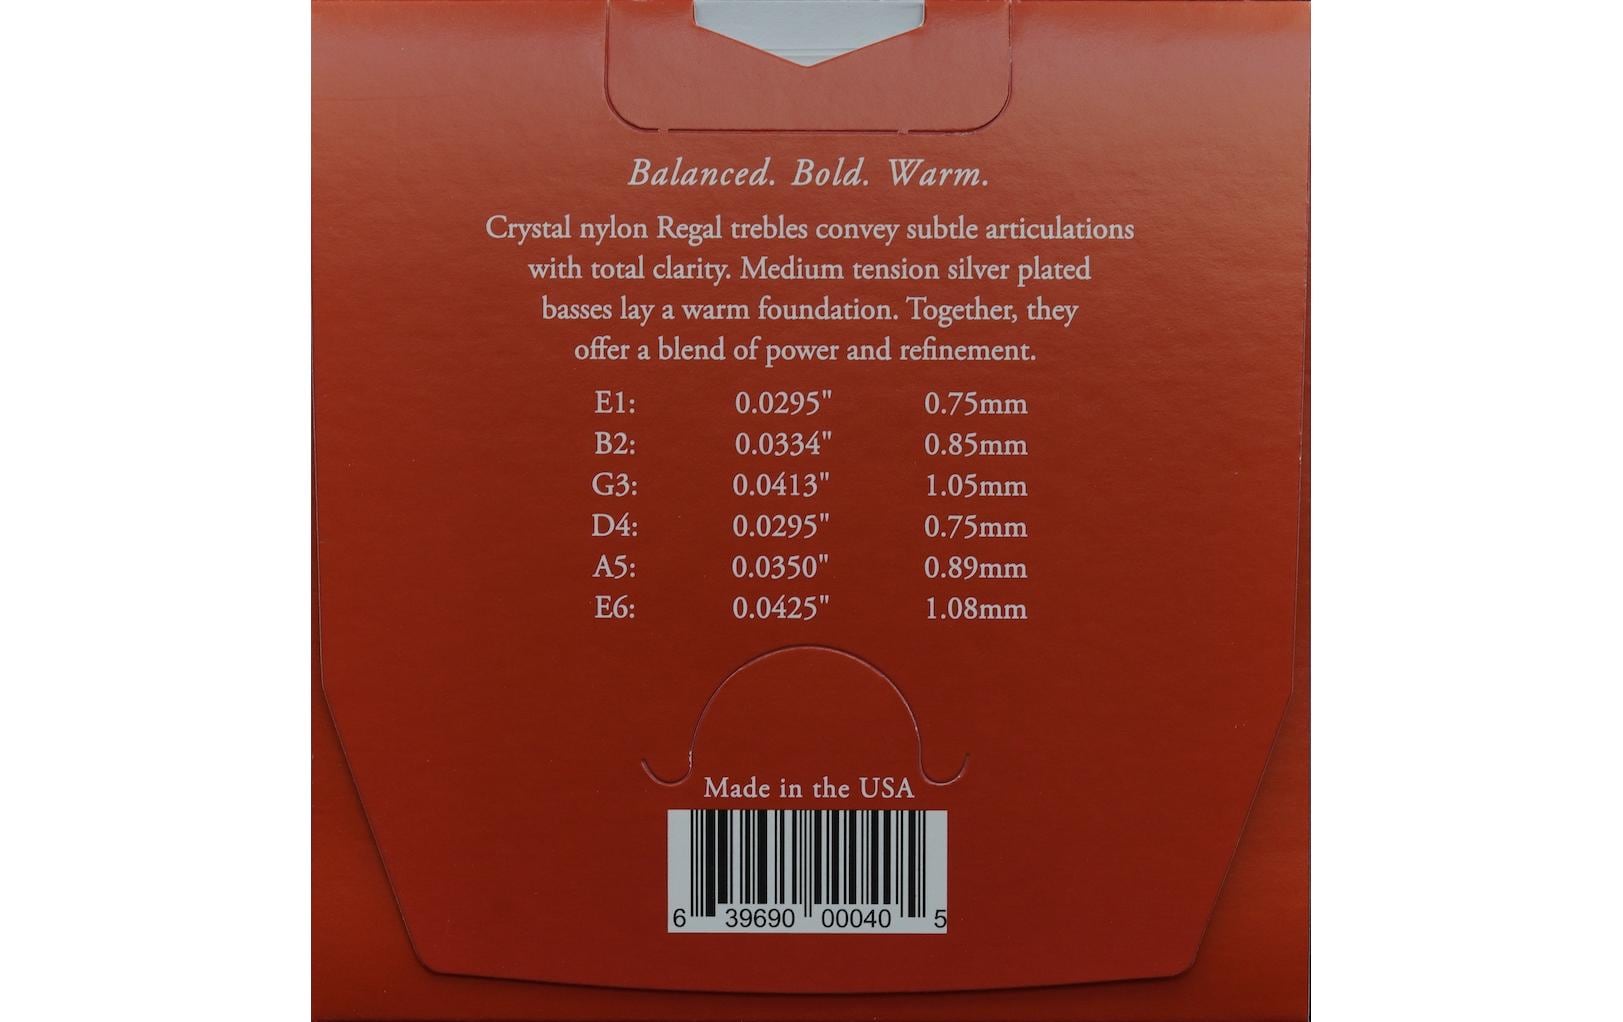 Balanced. Bold. Warm.
Crystal nylon Regal trebles convey subtle articulations
with total clarity. Medium tension silver plated
basses lay a warm foundation. Together, they
offer a blend of power and refinement.
E1: 0.0295" 0.75mm
B2: 0.0334" 0.85mm
G3: 0.0413" 1.05mm
D4: 0.0295" 0.75mm
A5: 0.0350" 0.89mm
E6: 0.0425" 1.08mm
Made in the USA
6 39690 00040 5